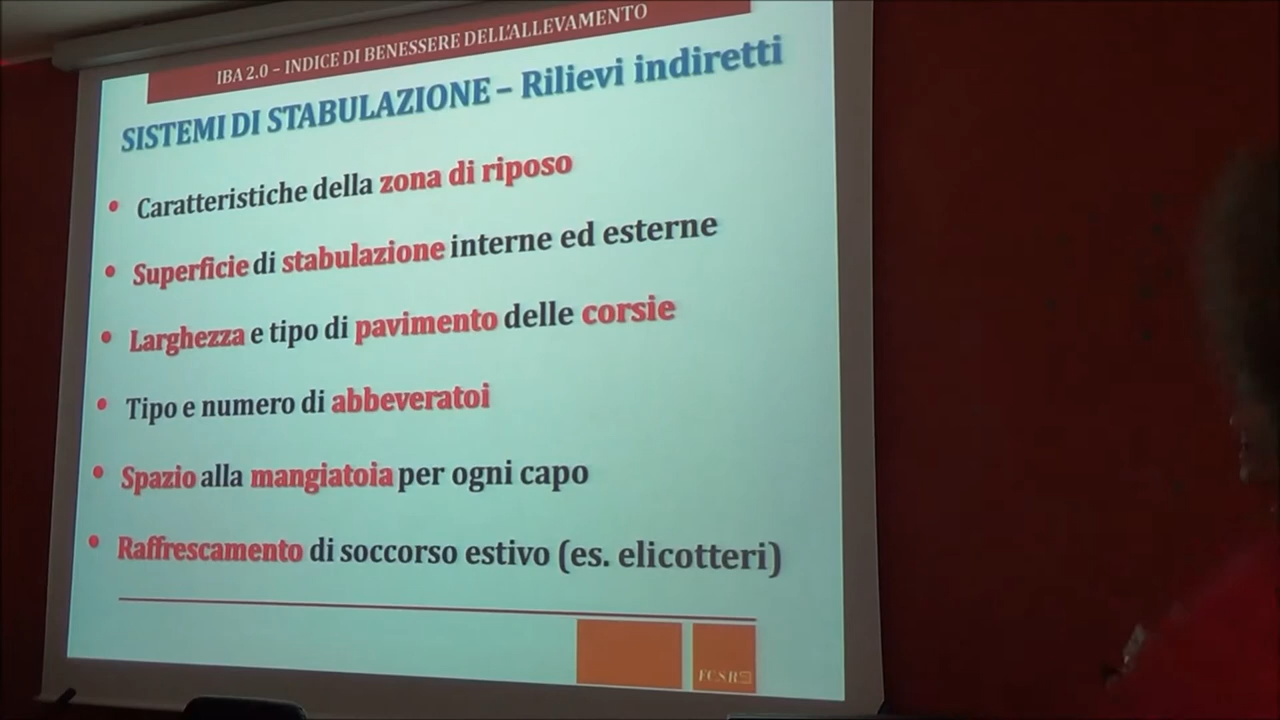 IBA 2.0 – INDICE DI BENESSERE DELL'ALLEVAMENTO
SISTEMI DI STABULAZIONE – Rilievi indiretti
• Caratteristiche della zona di riposo
• Superficie di stabulazione interne ed esterne
• Larghezza e tipo di pavimento delle corsie
• Tipo e numero di abbeveratoi
• Spazio alla mangiatoia per ogni capo
• Raffrescamento di soccorso estivo (es. elicotteri)